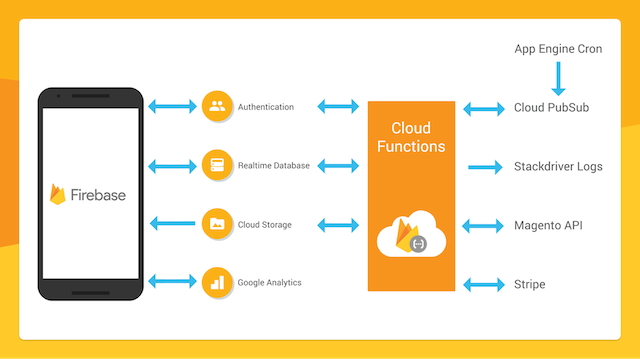 App Engine Cron
Authentication
Cloud PubSub
Cloud
Functions
Realtime Database
Stackdriver Logs
Firebase
Cloud Storage
Magento API
Google Analytics
Stripe